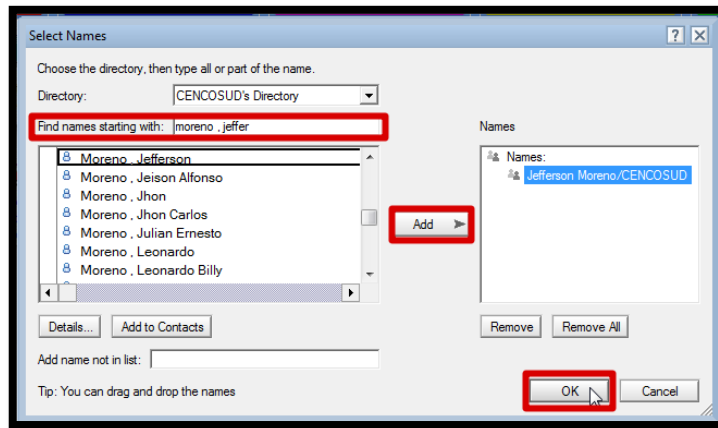 Select Names
Choose the directory, then type all or part of the name.
Directory: CENCOSUD's Directory
Find names starting with: moreno , jeffer
Moreno , Jefferson
Moreno , Jeison Alfonso
Moreno , Jhon
Moreno , Jhon Carlos
Moreno , Julian Ernesto
Moreno , Leonardo
Moreno , Leonardo Billy
Add
Names
Names:
Jefferson Moreno/CENCOSUD
Details... Add to Contacts
Remove Remove All
Add name not in list:
Tip: You can drag and drop the names
OK Cancel